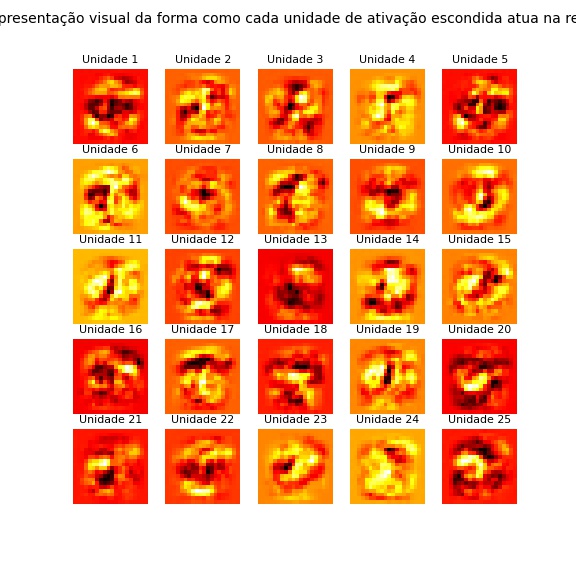 presentação visual da forma como cada unidade de ativação escondida atua na re
Unidade 1 Unidade 2 Unidade 3 Unidade 4 Unidade 5
Unidade 6 Unidade 7 Unidade 8 Unidade 9 Unidade 10
Unidade 11 Unidade 12 Unidade 13 Unidade 14 Unidade 15
Unidade 16 Unidade 17 Unidade 18 Unidade 19 Unidade 20
Unidade 21 Unidade 22 Unidade 23 Unidade 24 Unidade 25